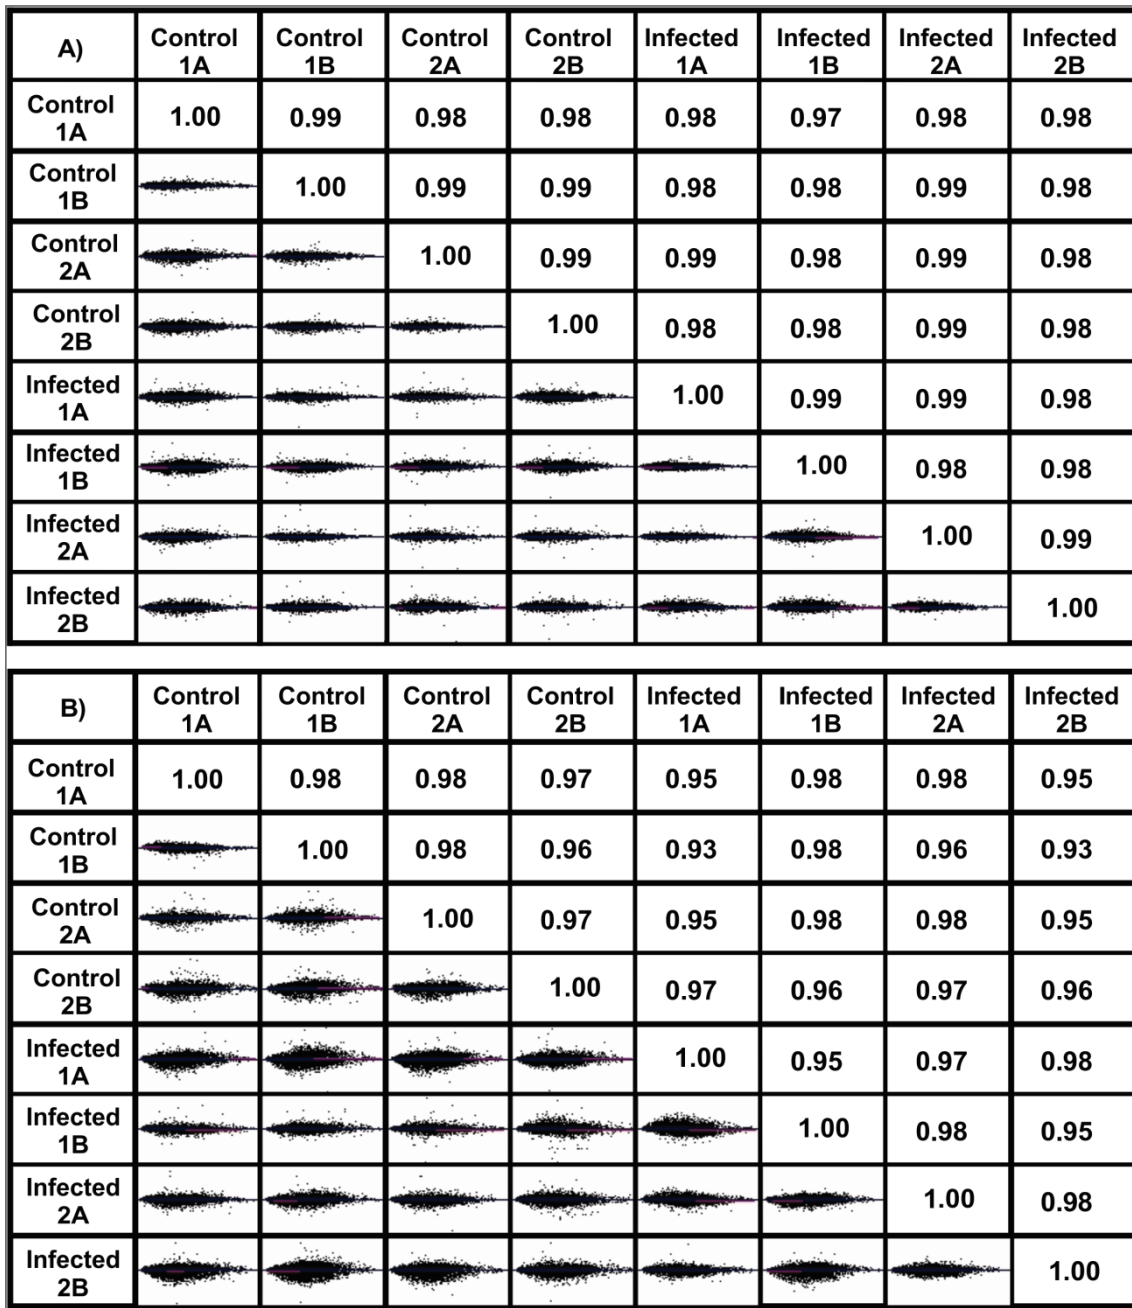 A) Control 1A Control 1B Control 2A Control 2B Infected 1A Infected 1B Infected 2A Infected 2B
Control 1A 1.00 0.99 0.98 0.98 0.98 0.97 0.98 0.98
Control 1B 1.00 0.99 0.99 0.98 0.98 0.99 0.98
Control 2A 1.00 0.99 0.99 0.98 0.99 0.98
Control 2B 1.00 0.98 0.98 0.99 0.98
Infected 1A 1.00 0.99 0.99 0.98
Infected 1B 1.00 0.98 0.98
Infected 2A 1.00 0.99
Infected 2B 1.00
B) Control 1A Control 1B Control 2A Control 2B Infected 1A Infected 1B Infected 2A Infected 2B
Control 1A 1.00 0.98 0.98 0.97 0.95 0.98 0.98 0.95
Control 1B 1.00 0.98 0.96 0.93 0.98 0.96 0.93
Control 2A 1.00 0.97 0.95 0.98 0.98 0.95
Control 2B 1.00 0.97 0.96 0.97 0.96
Infected 1A 1.00 0.95 0.97 0.98
Infected 1B 1.00 0.98 0.95
Infected 2A 1.00 0.98
Infected 2B 1.00